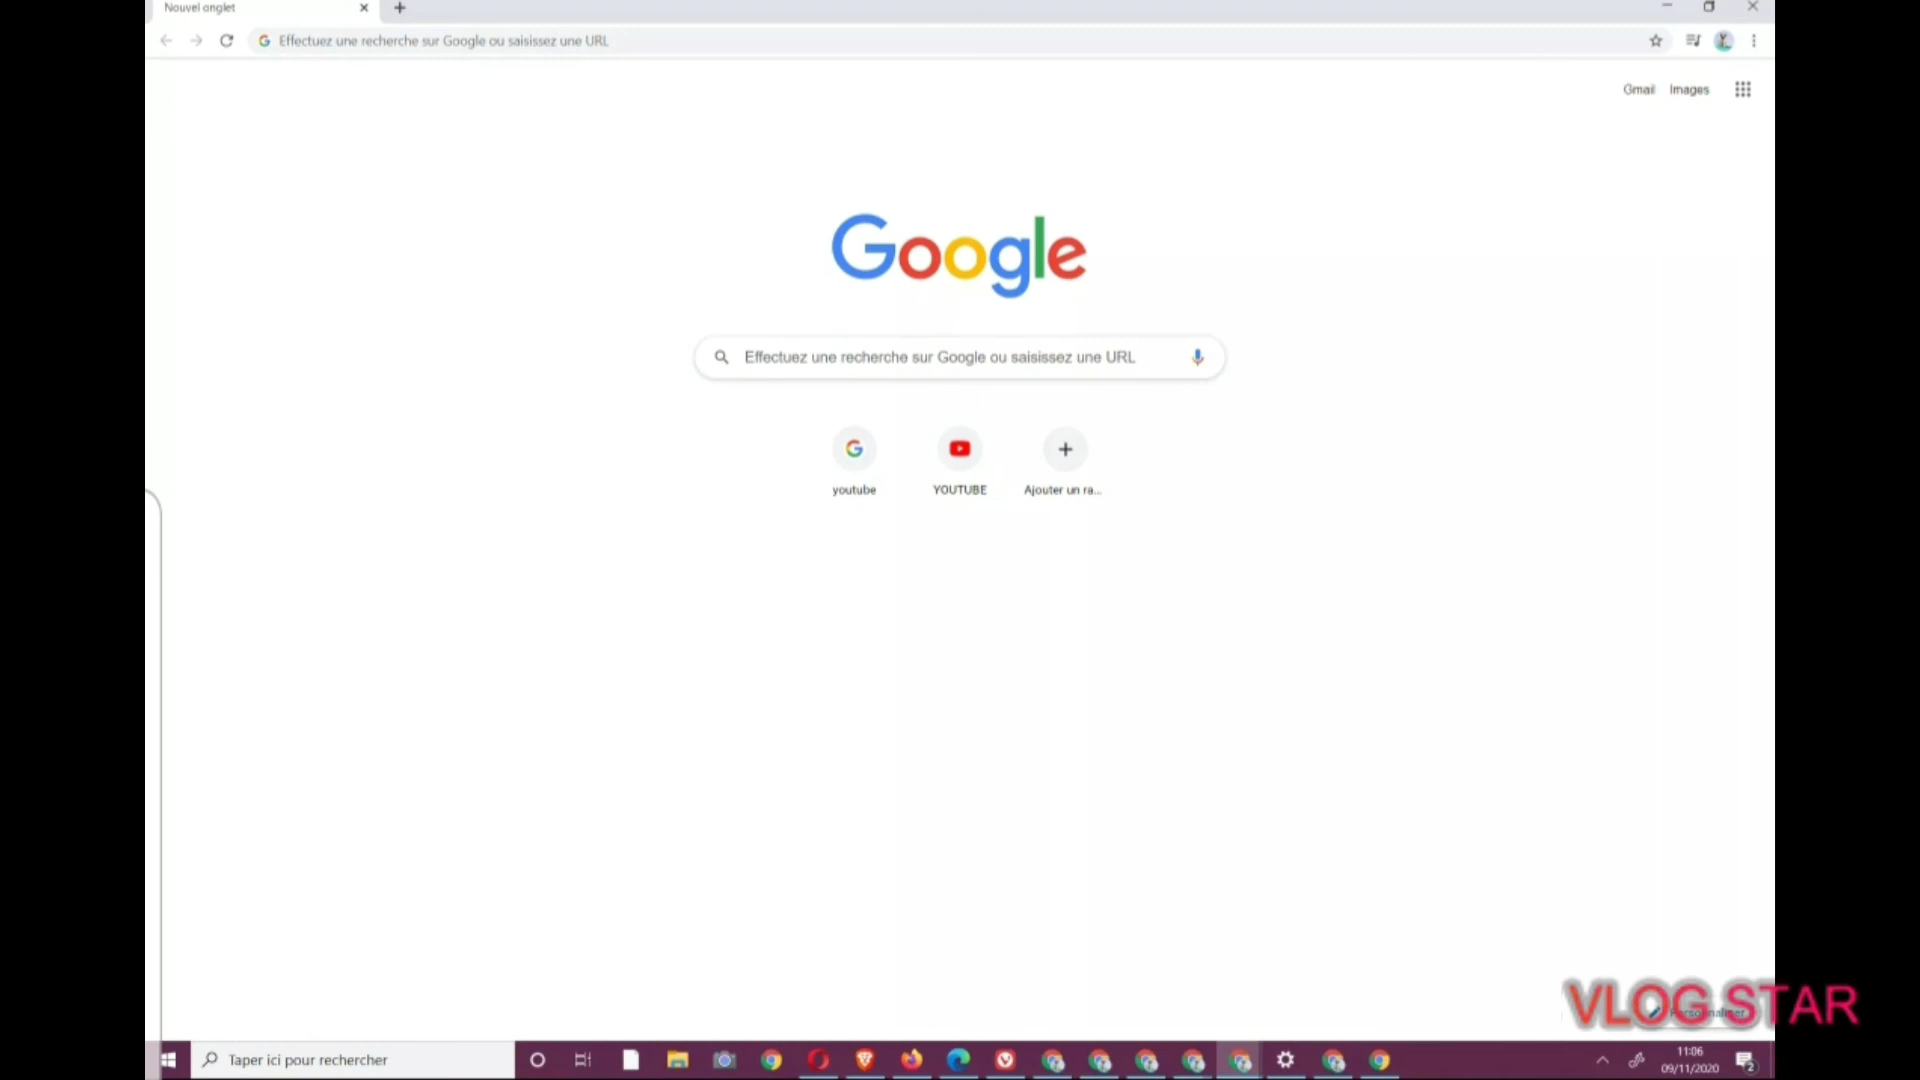 Nouvel onglet
Effectuez une recherche sur Google ou saisissez une URL
Gmail Images
Google
Effectuez une recherche sur Google ou saisissez une URL
youtube YOUTUBE Ajouter un ra...
Personnaliser
VLOG STAR
Taper ici pour rechercher
11:06
09/11/2020
2